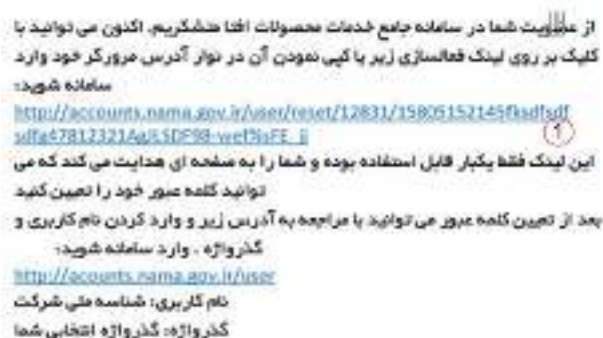 از عضویت شما در سامانه جامع خدمات محصولات افتا متشکریم. اکنون می توانید با
کلیک بر روی لینک فعالسازی زیر یا کپی نمودن آن در نوار آدرس مرورگر خود وارد
سامانه شوید:
http://accounts.nama.gov.ir/user/reset/12831/15805152145fksdfsdf
این لینک فقط یکبار قابل استفاده بوده و شما را به صفحه ای هدایت می کند که می
توانید کلمه عبور خود را تعیین کنید
بعد از تعیین کلمه عبور می توانید با مراجعه به آدرس زیر و وارد کردن نام کاربری و
گذرواژه ، وارد سامانه شوید:
http://acounts.nama.gov.ir/user
نام کاربری: شناسه ملی شرکت
گذرواژه: گذرواژه انتخابی شما